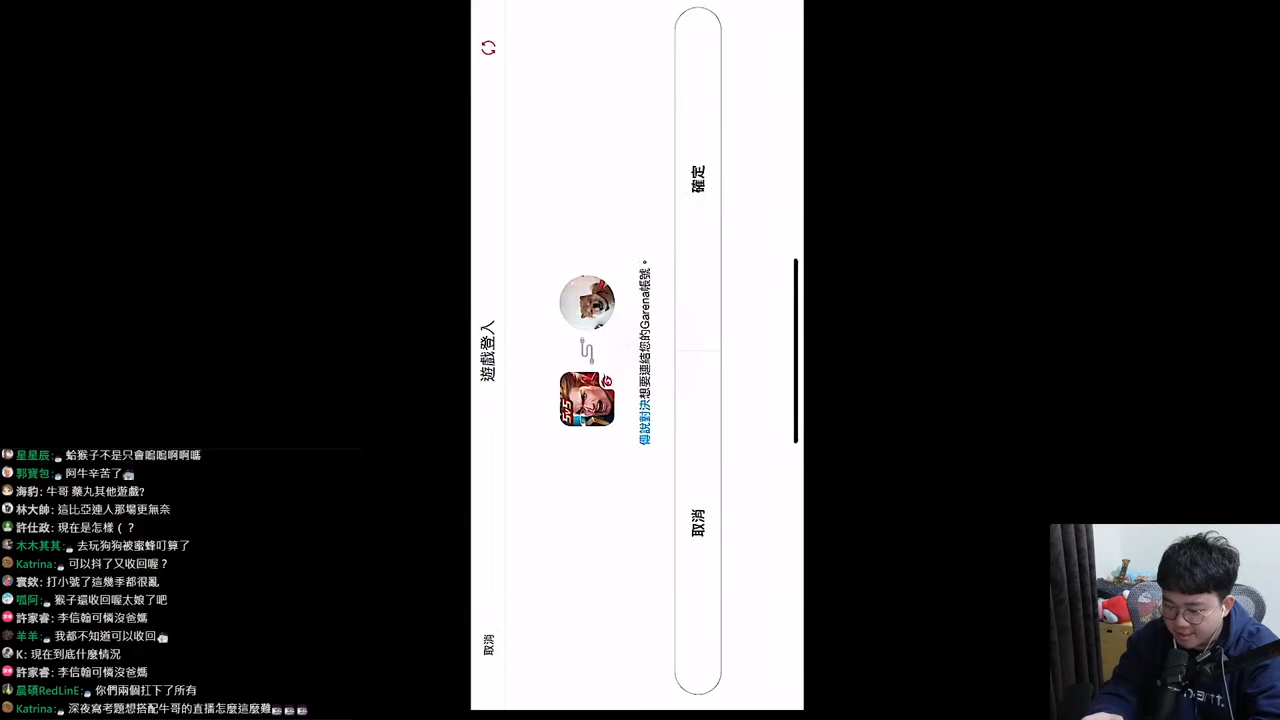 遊戲登入
取消
5v5
傳說對決想要連結您的Garena帳號。
取消
確定
星星辰: 蛤猴子不是只會嗚嗚啊啊嗎
郭寶包: 阿牛辛苦了
海豹: 牛哥 藥丸其他遊戲?
林大帥: 這比亞連人那場更無奈
許仕政: 現在是怎樣 ( ?
木木其其: 去玩狗狗被蜜蜂叮算了
Katrina: 可以抖了又收回喔?
寰欽: 打小號了這幾季都很亂
呱阿: 猴子還收回喔太娘了吧
許家睿: 李信翰可憐沒爸媽
羊羊: 我都不知道可以收回
K: 現在到底什麼情況
許家睿: 李信翰可憐沒爸媽
晨碩RedLinE: 你們兩個扛下了所有
Katrina: 深夜寫考題想搭配牛哥的直播怎麼這麼難